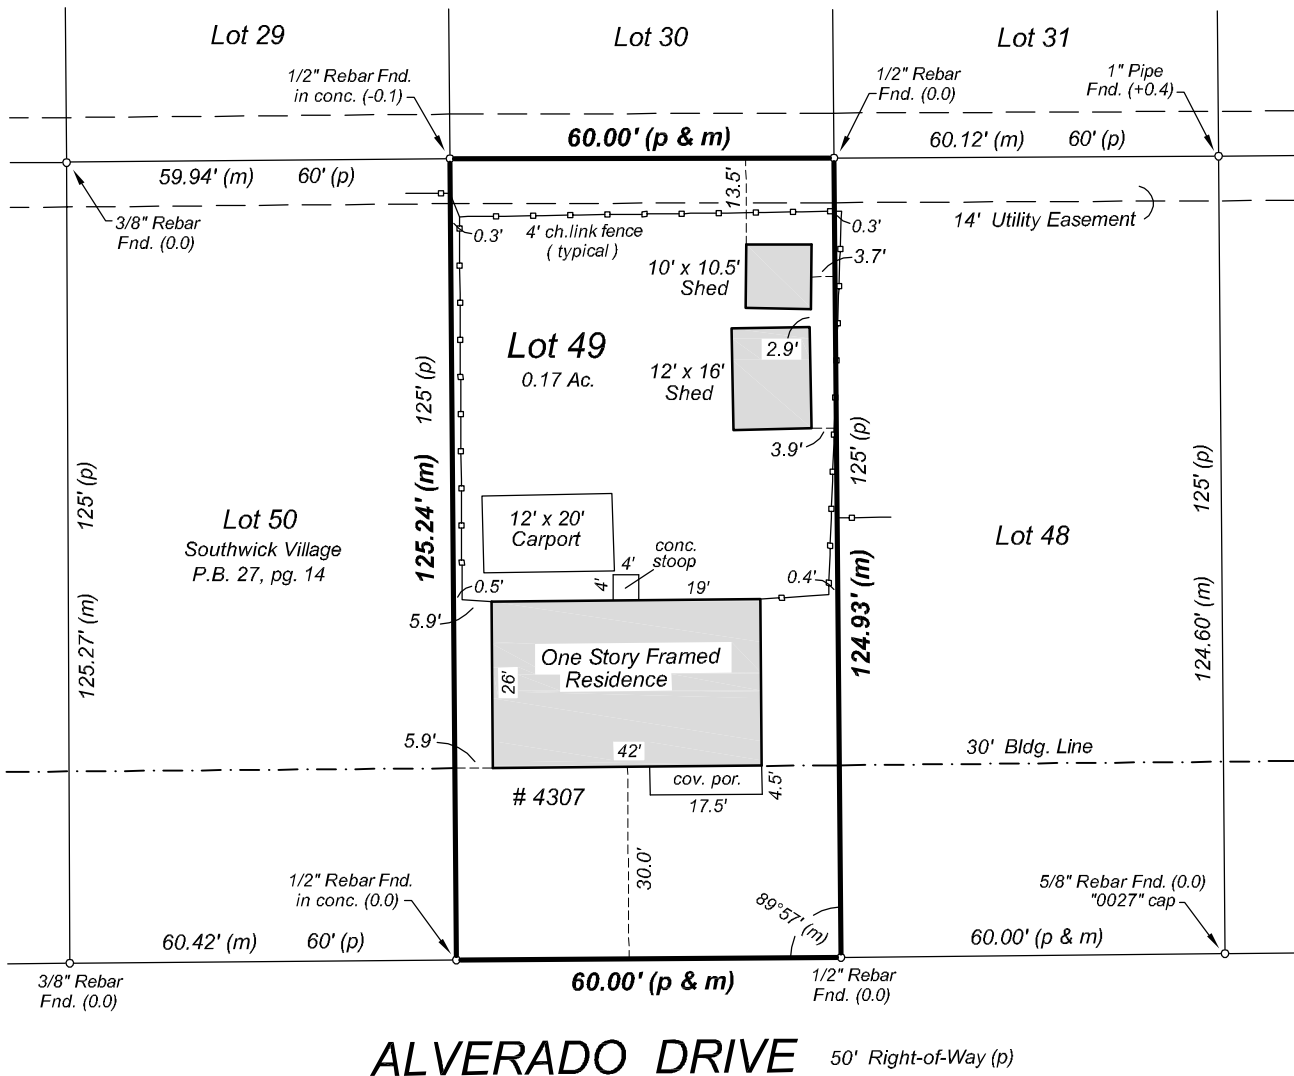 Lot 29
Lot 30
Lot 31
1/2" Rebar Fnd.
in conc. (-0.1)
1/2" Rebar
Fnd. (0.0)
1" Pipe
Fnd. (+0.4)
60.00' (p & m)
60.12' (m) 60' (p)
59.94' (m) 60' (p)
13.5'
3/8" Rebar
Fnd. (0.0)
0.3'
4' ch.link fence
( typical )
0.3'
14' Utility Easement
3.7'
10' x 10.5'
Shed
Lot 49
0.17 Ac.
2.9'
12' x 16'
Shed
3.9'
125' (p)
125.24' (m)
125' (p)
124.93' (m)
125' (p)
125.27' (m)
125' (p)
124.60' (m)
Lot 50
Southwick Village
P.B. 27, pg. 14
12' x 20'
Carport
Lot 48
conc.
stoop
4'
4'
19'
0.5'
0.4'
5.9'
One Story Framed
Residence
26'
42'
5.9'
30' Bldg. Line
cov. por.
17.5'
4.5'
# 4307
30.0'
1/2" Rebar Fnd.
in conc. (0.0)
89°57' (m)
5/8" Rebar Fnd. (0.0)
"0027" cap
60.42' (m) 60' (p)
60.00' (p & m)
3/8" Rebar
Fnd. (0.0)
60.00' (p & m)
1/2" Rebar
Fnd. (0.0)
ALVERADO DRIVE 50' Right-of-Way (p)